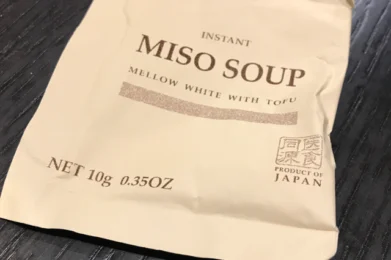 INSTANT
MISO SOUP
MELLOW WHITE WITH TOFU
医食
同源
PRODUCT OF
JAPAN
NET 10g 0.35OZ